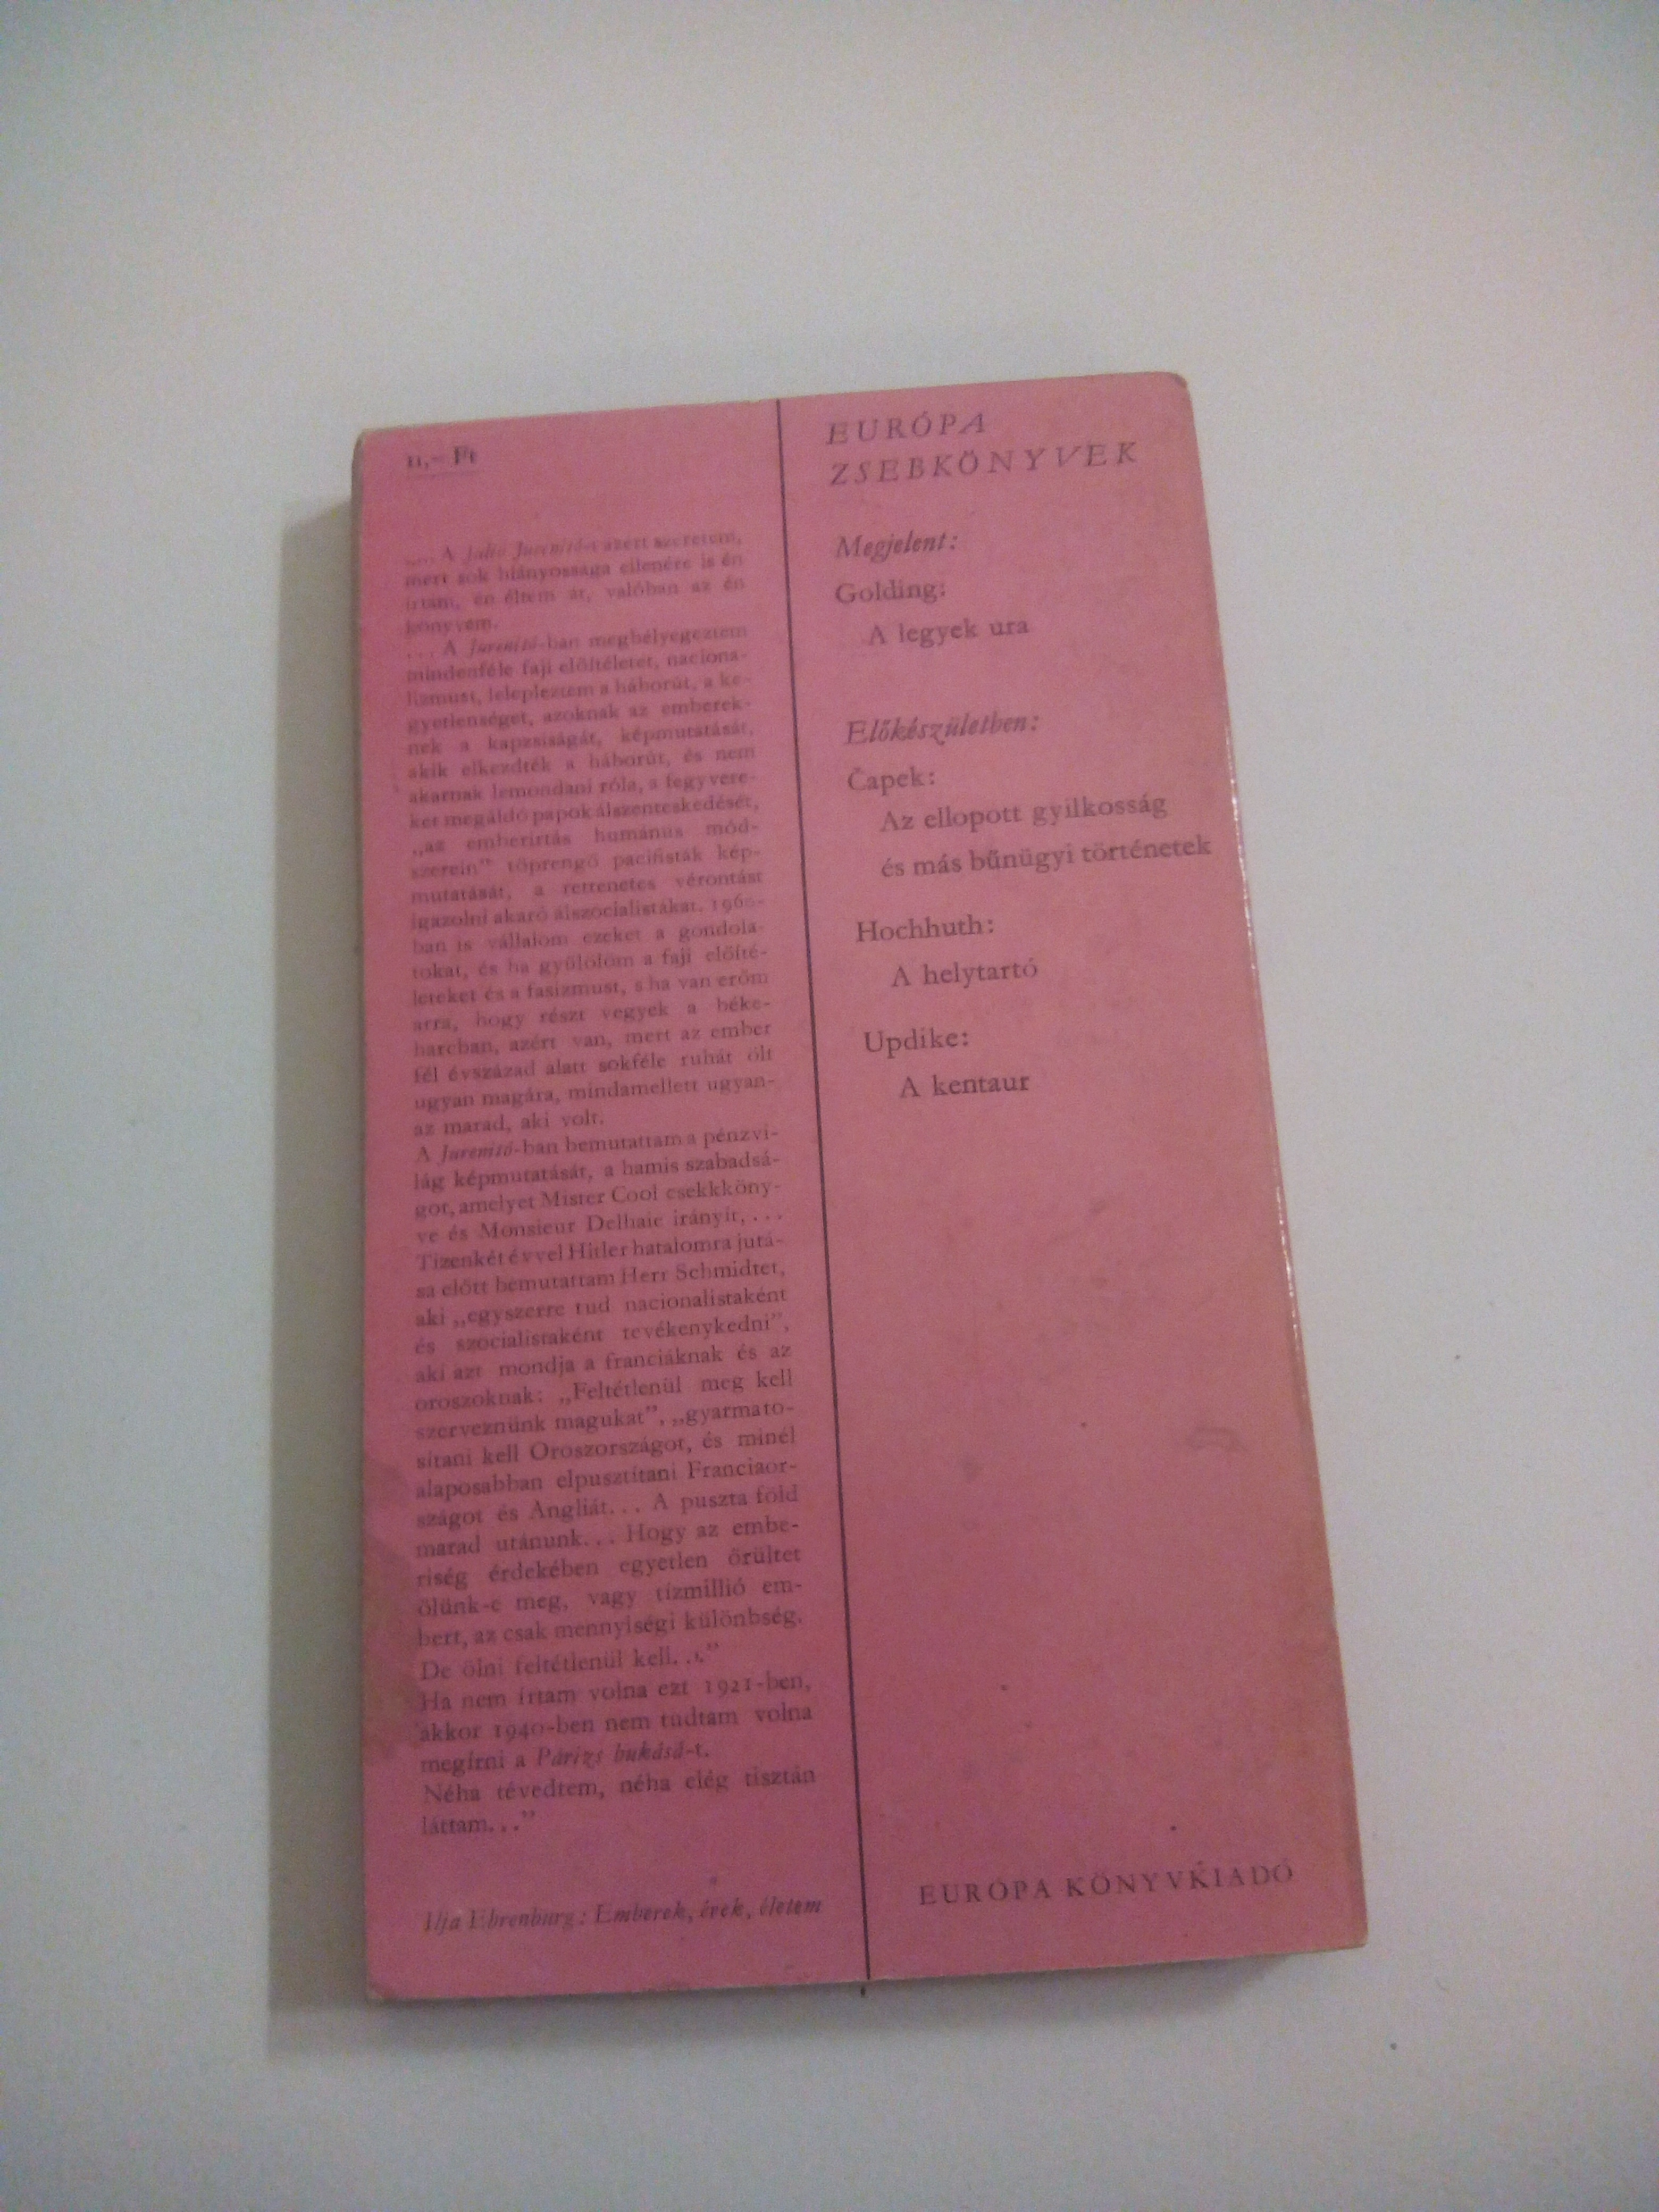 11,– Ft
„... A Julio Jurenitó-t azért szeretem,
mert sok hiányossága ellenére is én
írtam, én éltem át, valóban az én
könyvem.
... A Jurenitó-ban megbélyegeztem
mindenféle faji előítéletet, naciona-
lizmust, lelepleztem a háborút, a ke-
gyetlenséget, azoknak az emberek-
nek a kapzsiságát, képmutatását,
akik elkezdték a háborút, és nem
akarnak lemondani róla, a fegyvere-
ket megáldó papok álszenteskedését,
„az emberirtás humánus mód-
szerein” töprengő pacifisták kép-
mutatását, a rettenetes vérontást
igazolni akaró álszocialistákat. 1960-
ban is vállalom ezeket a gondola-
tokat, és ha gyűlölöm a faji előíté-
leteket és a fasizmust, s ha van erőm
arra, hogy részt vegyek a béke-
harcban, azért van, mert az ember
fél évszázad alatt sokféle ruhát ölt
ugyan magára, mindamellett ugyan-
az marad, aki volt.
A Jurenitó-ban bemutattam a pénzvi-
lág képmutatását, a hamis szabadsá-
got, amelyet Mister Cool csekkköny-
ve és Monsieur Delhaie irányít, ...
Tizenkét évvel Hitler hatalomra jutá-
sa előtt bemutattam Herr Schmidtet,
aki „egyszerre tud nacionalistaként
és szocialistaként tevékenykedni”,
aki azt mondja a franciáknak és az
oroszoknak: „Feltétlenül meg kell
szerveznünk magukat”, „gyarmato-
sítani kell Oroszországot, és minél
alaposabban elpusztítani Franciaor-
szágot és Angliát... A puszta föld
marad utánunk... Hogy az embe-
riség érdekében egyetlen őrültet
ölünk-e meg, vagy tízmillió em-
bert, az csak mennyiségi különbség.
De ölni feltétlenül kell...”
Ha nem írtam volna ezt 1921-ben,
akkor 1940-ben nem tudtam volna
megírni a Párizs bukásá-t.
Néha tévedtem, néha elég tisztán
láttam...”
Ilja Ehrenburg: Emberek, évek, életem
EURÓPA
ZSEBKÖNYVEK
Megjelent:
Golding:
A legyek ura
Előkészületben:
Čapek:
Az ellopott gyilkosság
és más bűnügyi történetek
Hochhuth:
A helytartó
Updike:
A kentaur
EURÓPA KÖNYVKIADÓ